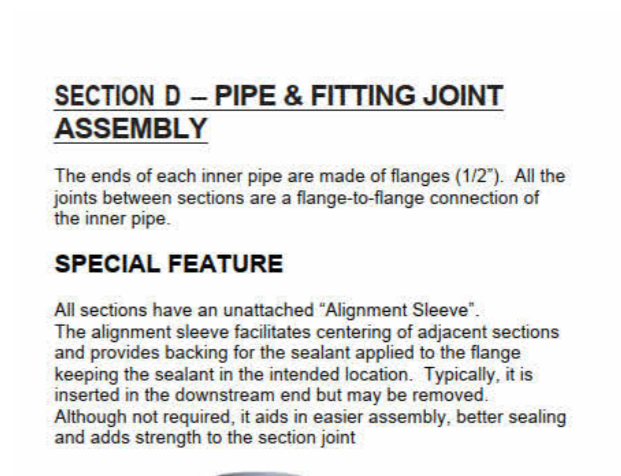 SECTION D – PIPE & FITTING JOINT
ASSEMBLY
The ends of each inner pipe are made of flanges (1/2”). All the
joints between sections are a flange-to-flange connection of
the inner pipe.
SPECIAL FEATURE
All sections have an unattached “Alignment Sleeve”.
The alignment sleeve facilitates centering of adjacent sections
and provides backing for the sealant applied to the flange
keeping the sealant in the intended location. Typically, it is
inserted in the downstream end but may be removed.
Although not required, it aids in easier assembly, better sealing
and adds strength to the section joint